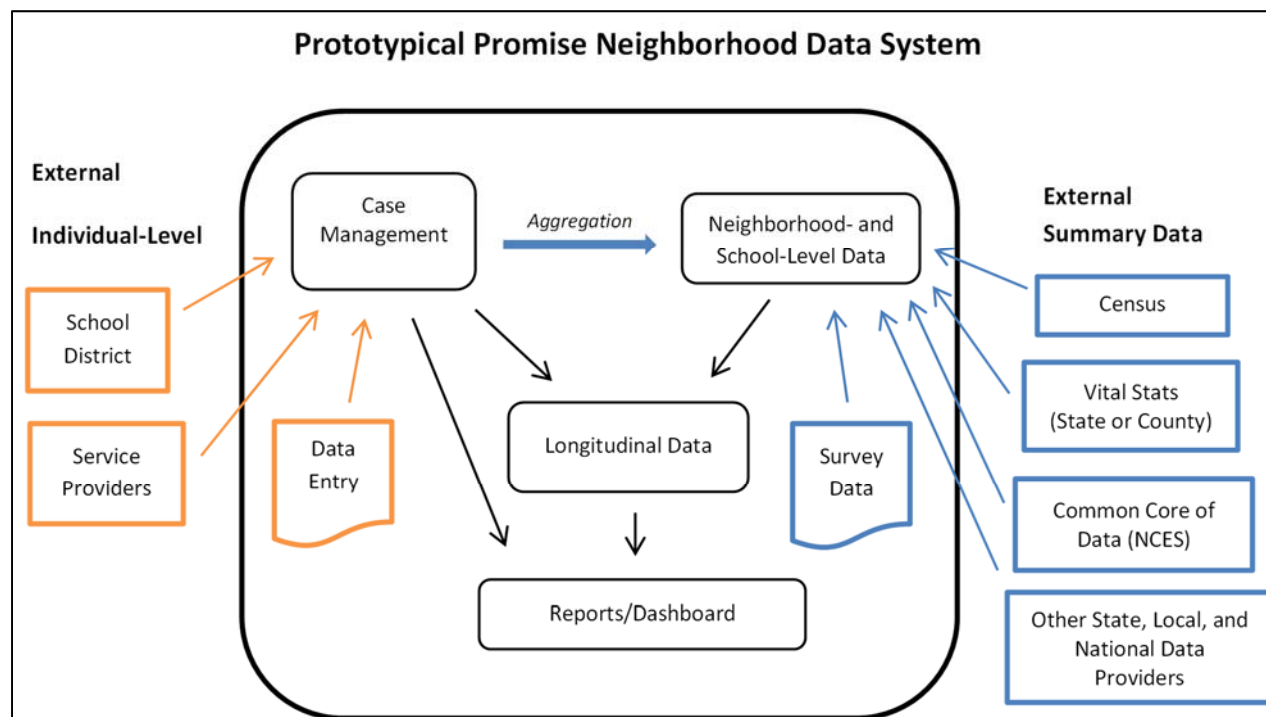 Prototypical Promise Neighborhood Data System
External
Individual-Level
School
District
Service
Providers
Case
Management
Data
Entry
Aggregation
Neighborhood- and
School-Level Data
Longitudinal Data
Survey
Data
Reports/Dashboard
External
Summary Data
Census
Vital Stats
(State or County)
Common Core of
Data (NCES)
Other State, Local, and
National Data
Providers